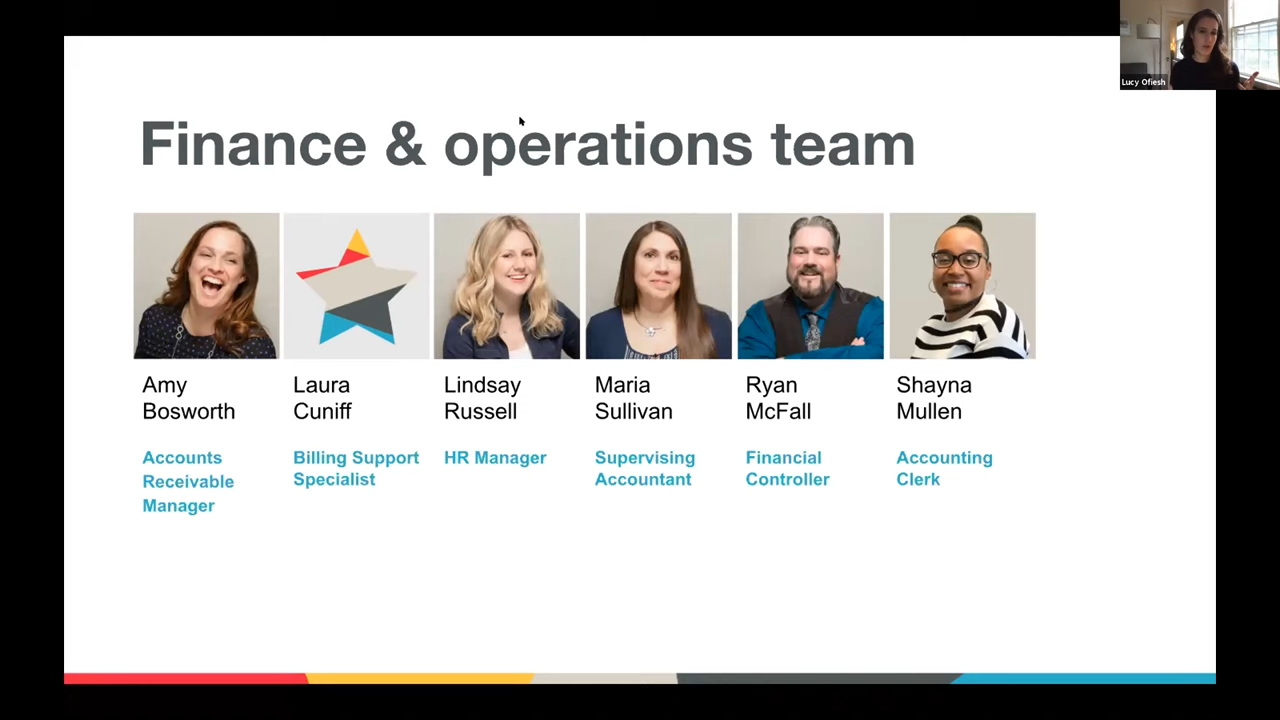 Lucy Ofiesh
Finance & operations team
Amy
Bosworth
Accounts
Receivable
Manager
Laura
Cuniff
Billing Support
Specialist
Lindsay
Russell
HR Manager
Maria
Sullivan
Supervising
Accountant
Ryan
McFall
Financial
Controller
Shayna
Mullen
Accounting
Clerk